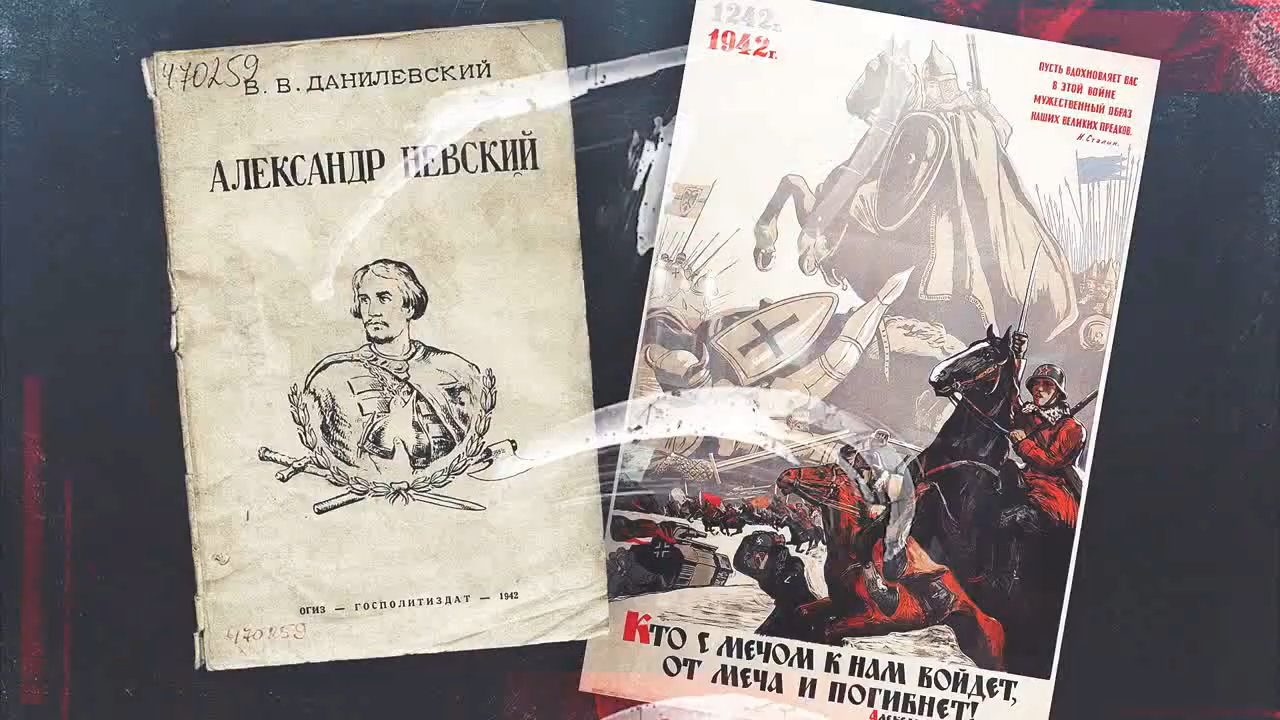 470259
В. В. ДАНИЛЕВСКИЙ
АЛЕКСАНДР НЕВСКИЙ
ОГИЗ — ГОСПОЛИТИЗДАТ — 1942
470259
1242г.
1942г.
ПУСТЬ ВДОХНОВЛЯЕТ ВАС
В ЭТОЙ ВОЙНЕ
МУЖЕСТВЕННЫЙ ОБРАЗ
НАШИХ ВЕЛИКИХ ПРЕДКОВ.
И. Сталин.
КТО С МЕЧОМ К НАМ ВОЙДЕТ,
ОТ МЕЧА И ПОГИБНЕТ!